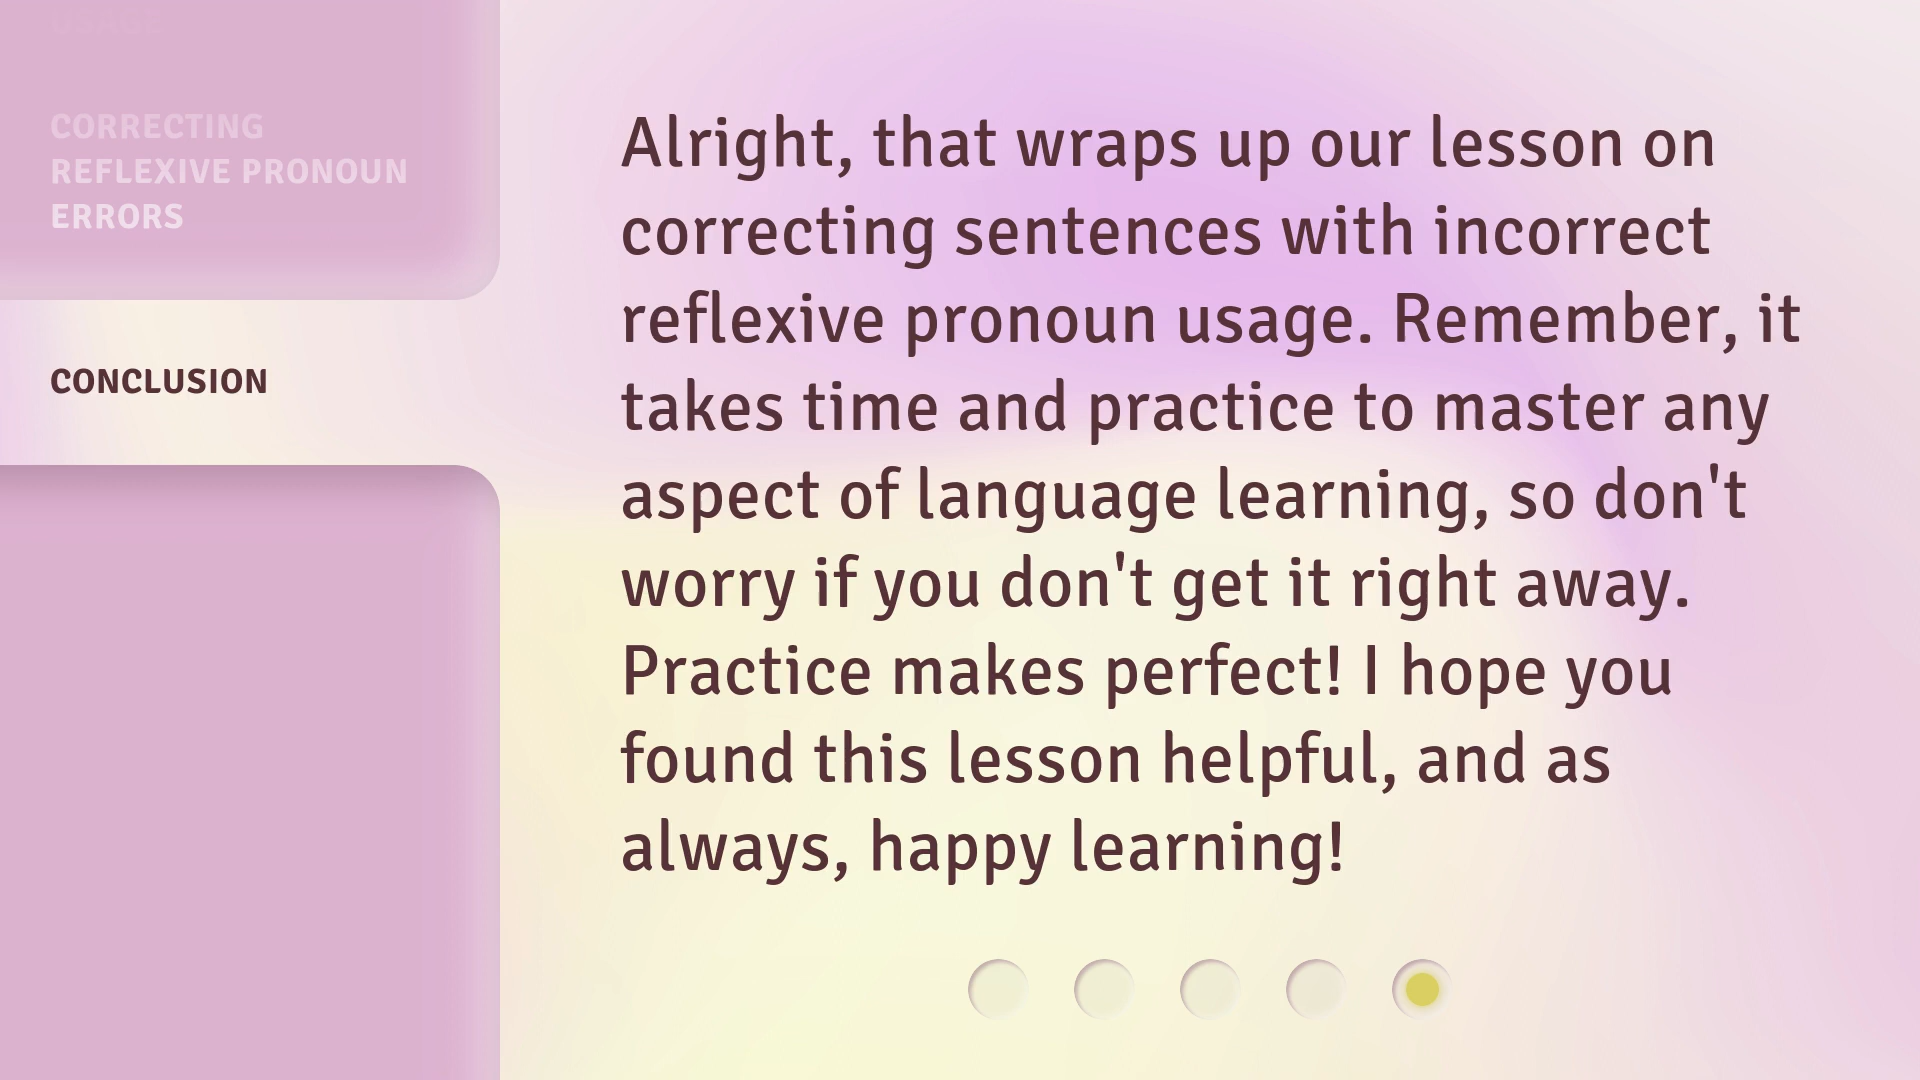 USAGE
CORRECTING
REFLEXIVE PRONOUN
ERRORS
CONCLUSION
Alright, that wraps up our lesson on
correcting sentences with incorrect
reflexive pronoun usage. Remember, it
takes time and practice to master any
aspect of language learning, so don't
worry if you don't get it right away.
Practice makes perfect! I hope you
found this lesson helpful, and as
always, happy learning!